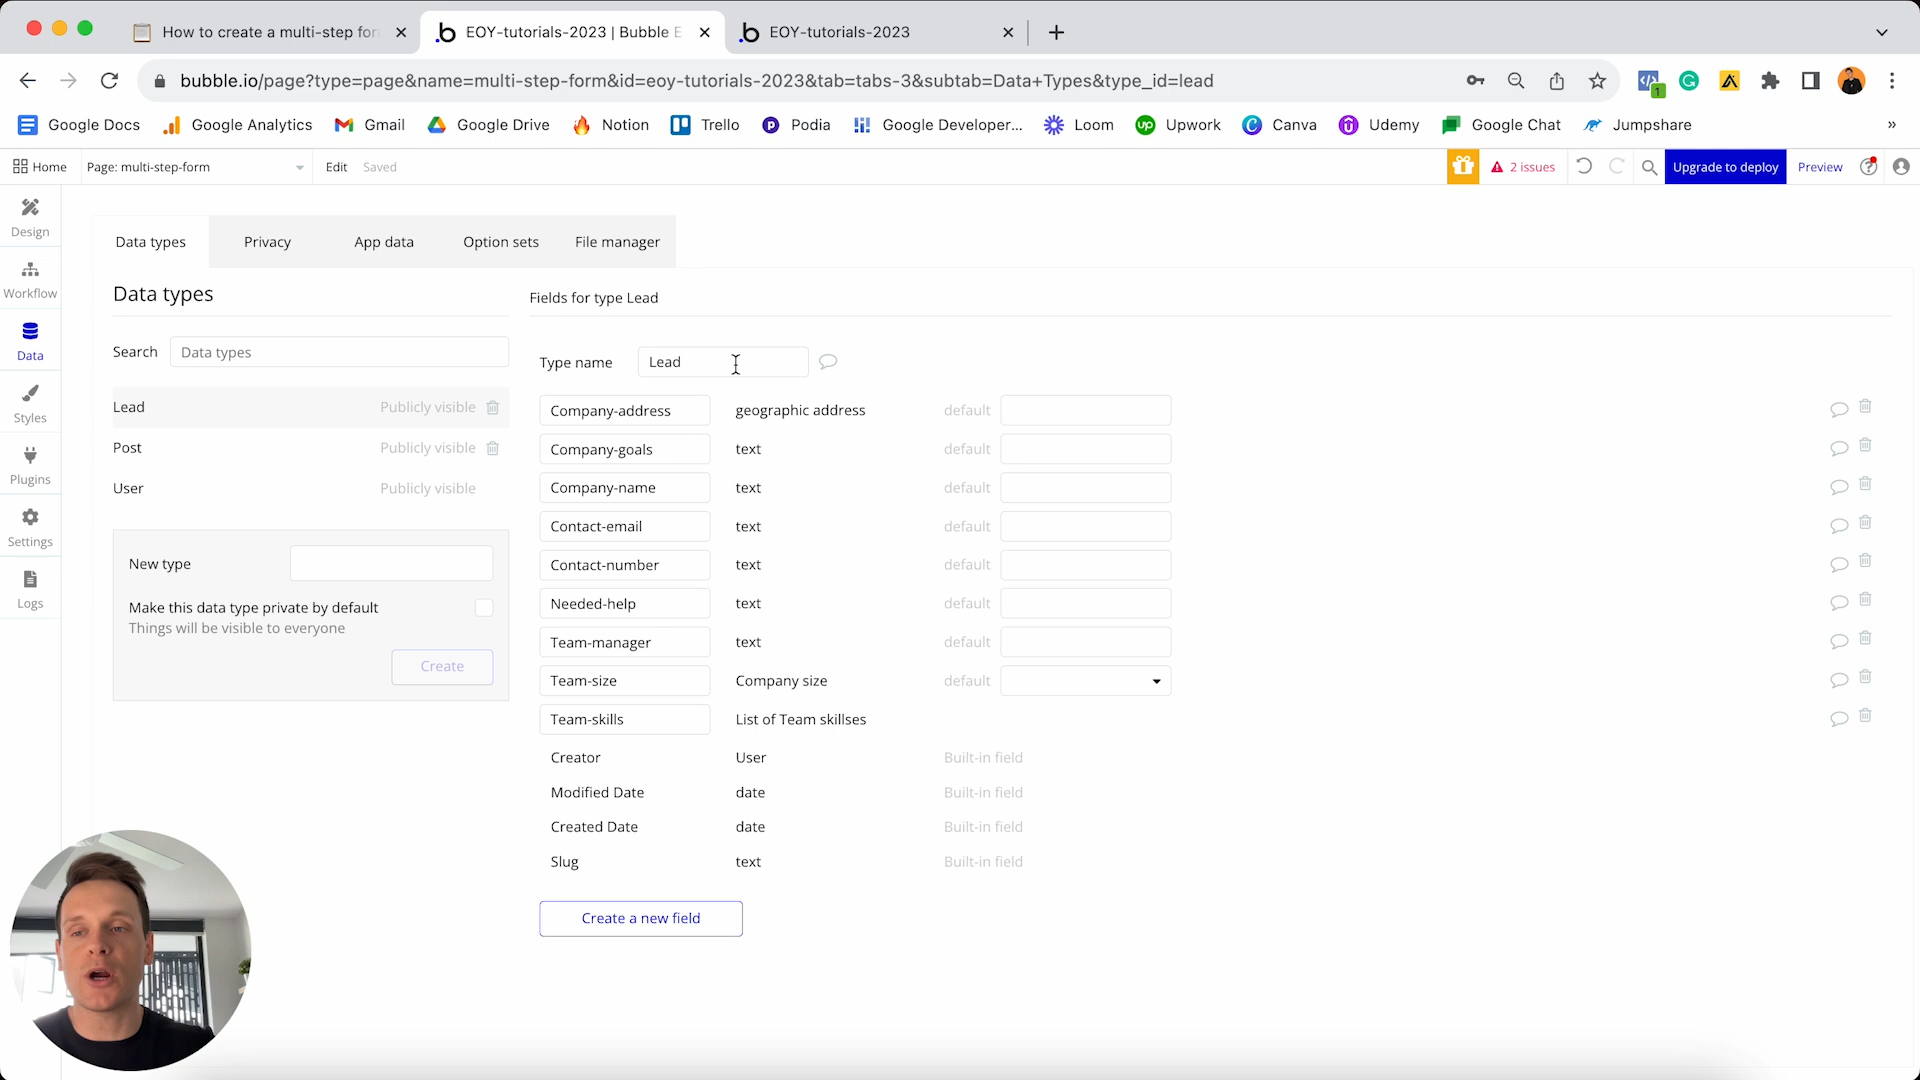 How to create a multi-step for
EOY-tutorials-2023 | Bubble E
EOY-tutorials-2023
bubble.io/page?type=page&name=multi-step-form&id=eoy-tutorials-2023&tab=tabs-3&subtab=Data+Types&type_id=lead
1
Google Docs Google Analytics Gmail Google Drive Notion Trello Podia Google Developer... Loom Upwork Canva Udemy Google Chat Jumpshare »
Home Page: multi-step-form Edit Saved 2 issues Upgrade to deploy Preview
Design
Workflow
Data
Styles
Plugins
Settings
Logs
Data types Privacy App data Option sets File manager
Data types
Search Data types
Lead Publicly visible
Post Publicly visible
User Publicly visible
New type
Make this data type private by default
Things will be visible to everyone
Create
Fields for type Lead
Type name Lead
Company-address geographic address default
Company-goals text default
Company-name text default
Contact-email text default
Contact-number text default
Needed-help text default
Team-manager text default
Team-size Company size default
Team-skills List of Team skillses
Creator User Built-in field
Modified Date date Built-in field
Created Date date Built-in field
Slug text Built-in field
Create a new field